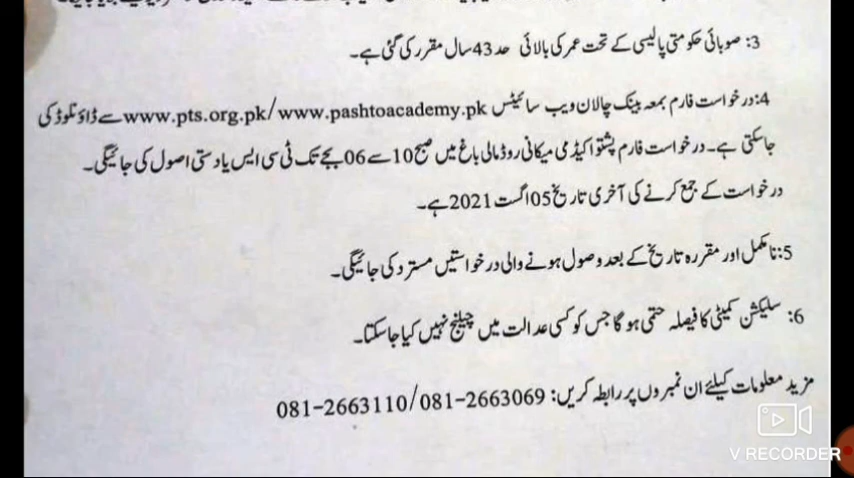 3: صوبائی حکومتی پالیسی کے تحت عمر کی بالائی حد 43 سال مقرر کی گئی ہے۔
4: درخواست فارم بمعہ بینک چالان ویب سائیٹس www.pts.org.pk/www.pashtoacademy.pk سے ڈاؤنلوڈ کی
جاسکتی ہے۔ درخواست فارم پشتو اکیڈمی میکانی روڈ مالی باغ میں صبح 10 سے 06 بجے تک ٹی سی ایس یا دستی اصول کی جائیگی۔
درخواست کے جمع کرنے کی آخری تاریخ 05 اگست 2021 ہے۔
5: نامکمل اور مقررہ تاریخ کے بعد وصول ہونے والی درخواستیں مسترد کی جائیگی۔
6: سلیکشن کمیٹی کا فیصلہ حتمی ہوگا جس کو کسی عدالت میں چیلنج نہیں کیا جاسکتا۔
مزید معلومات کیلئے ان نمبروں پر رابطہ کریں: 081-2663110/081-2663069
V RECORDER